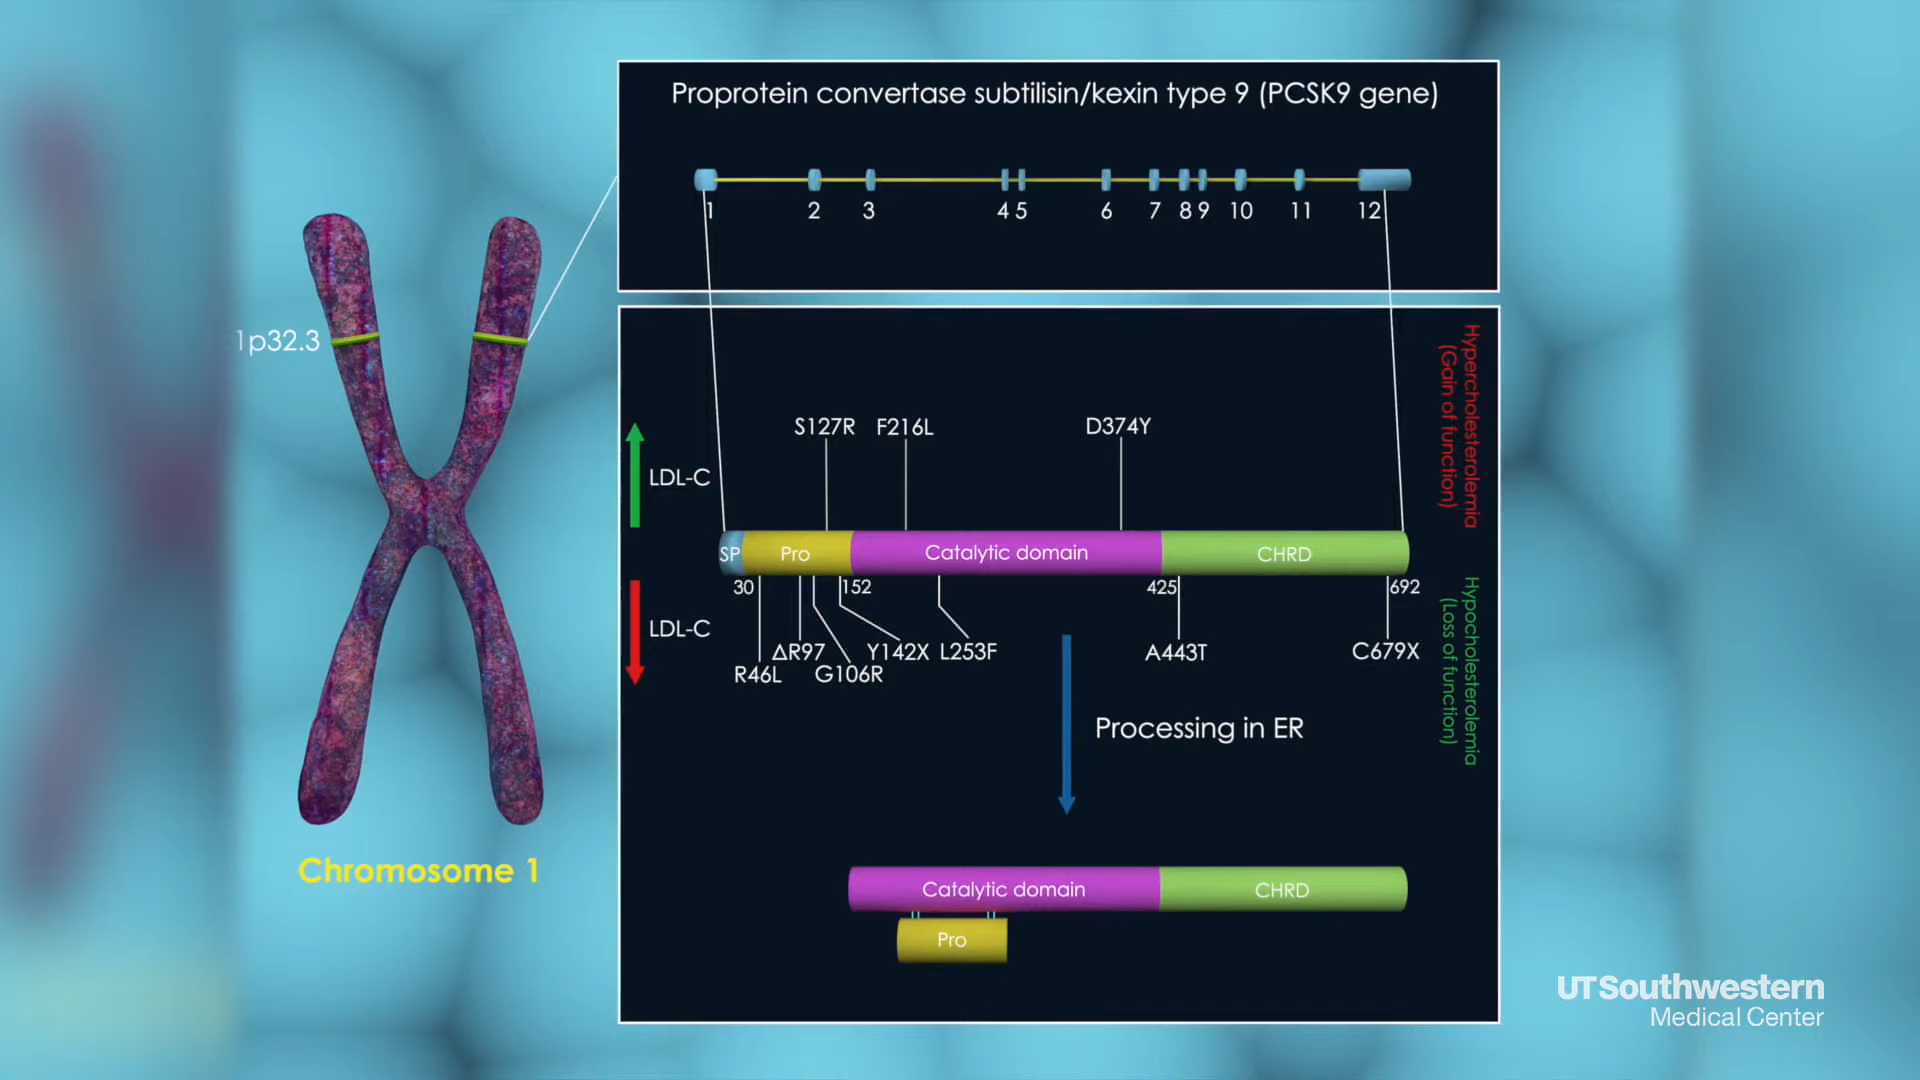 Proprotein convertase subtilisin/kexin type 9 (PCSK9 gene)
1 2 3 4 5 6 7 8 9 10 11 12
1p32.3
Chromosome 1
Hypercholesterolemia
(Gain of function)
S127R F216L D374Y
LDL-C
SP Pro Catalytic domain CHRD
30 152 425 692
LDL-C
Hypocholesterolemia
(Loss of function)
ΔR97 Y142X L253F A443T C679X
R46L G106R
Processing in ER
Catalytic domain CHRD
Pro
UTSouthwestern
Medical Center